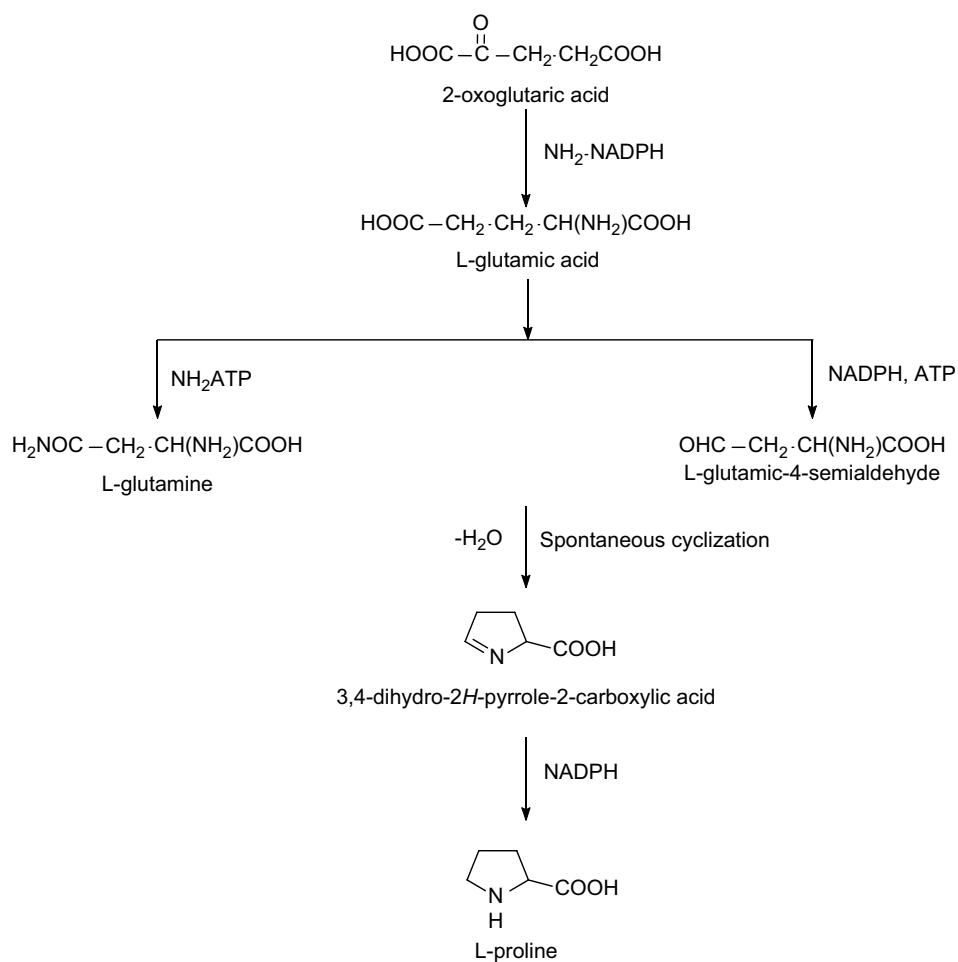 O
HOOC–C–CH₂·CH₂COOH
2-oxoglutaric acid
NH₂·NADPH
HOOC–CH₂·CH₂·CH(NH₂)COOH
L-glutamic acid
NH₂ATP
NADPH, ATP
H₂NOC–CH₂·CH(NH₂)COOH
OHC–CH₂·CH(NH₂)COOH
L-glutamine
L-glutamic-4-semialdehyde
-H₂O
Spontaneous cyclization
N
COOH
3,4-dihydro-2H-pyrrole-2-carboxylic acid
NADPH
N
COOH
H
L-proline